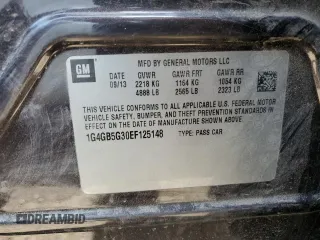 MFD BY GENERAL MOTORS LLC
GM
DATE GVWR GAWR FRT GAWR RR
09/13 2218 KG 1164 KG 1054 KG
4888 LB 2565 LB 2323 LB
THIS VEHICLE CONFORMS TO ALL APPLICABLE U.S. FEDERAL MOTOR
VEHICLE SAFETY, BUMPER, AND THEFT PREVENTION STANDARDS IN
EFFECT ON THE DATE OF MANUFACTURE SHOWN ABOVE.
1G4GB5G30EF125148 TYPE: PASS CAR
DREAMBID